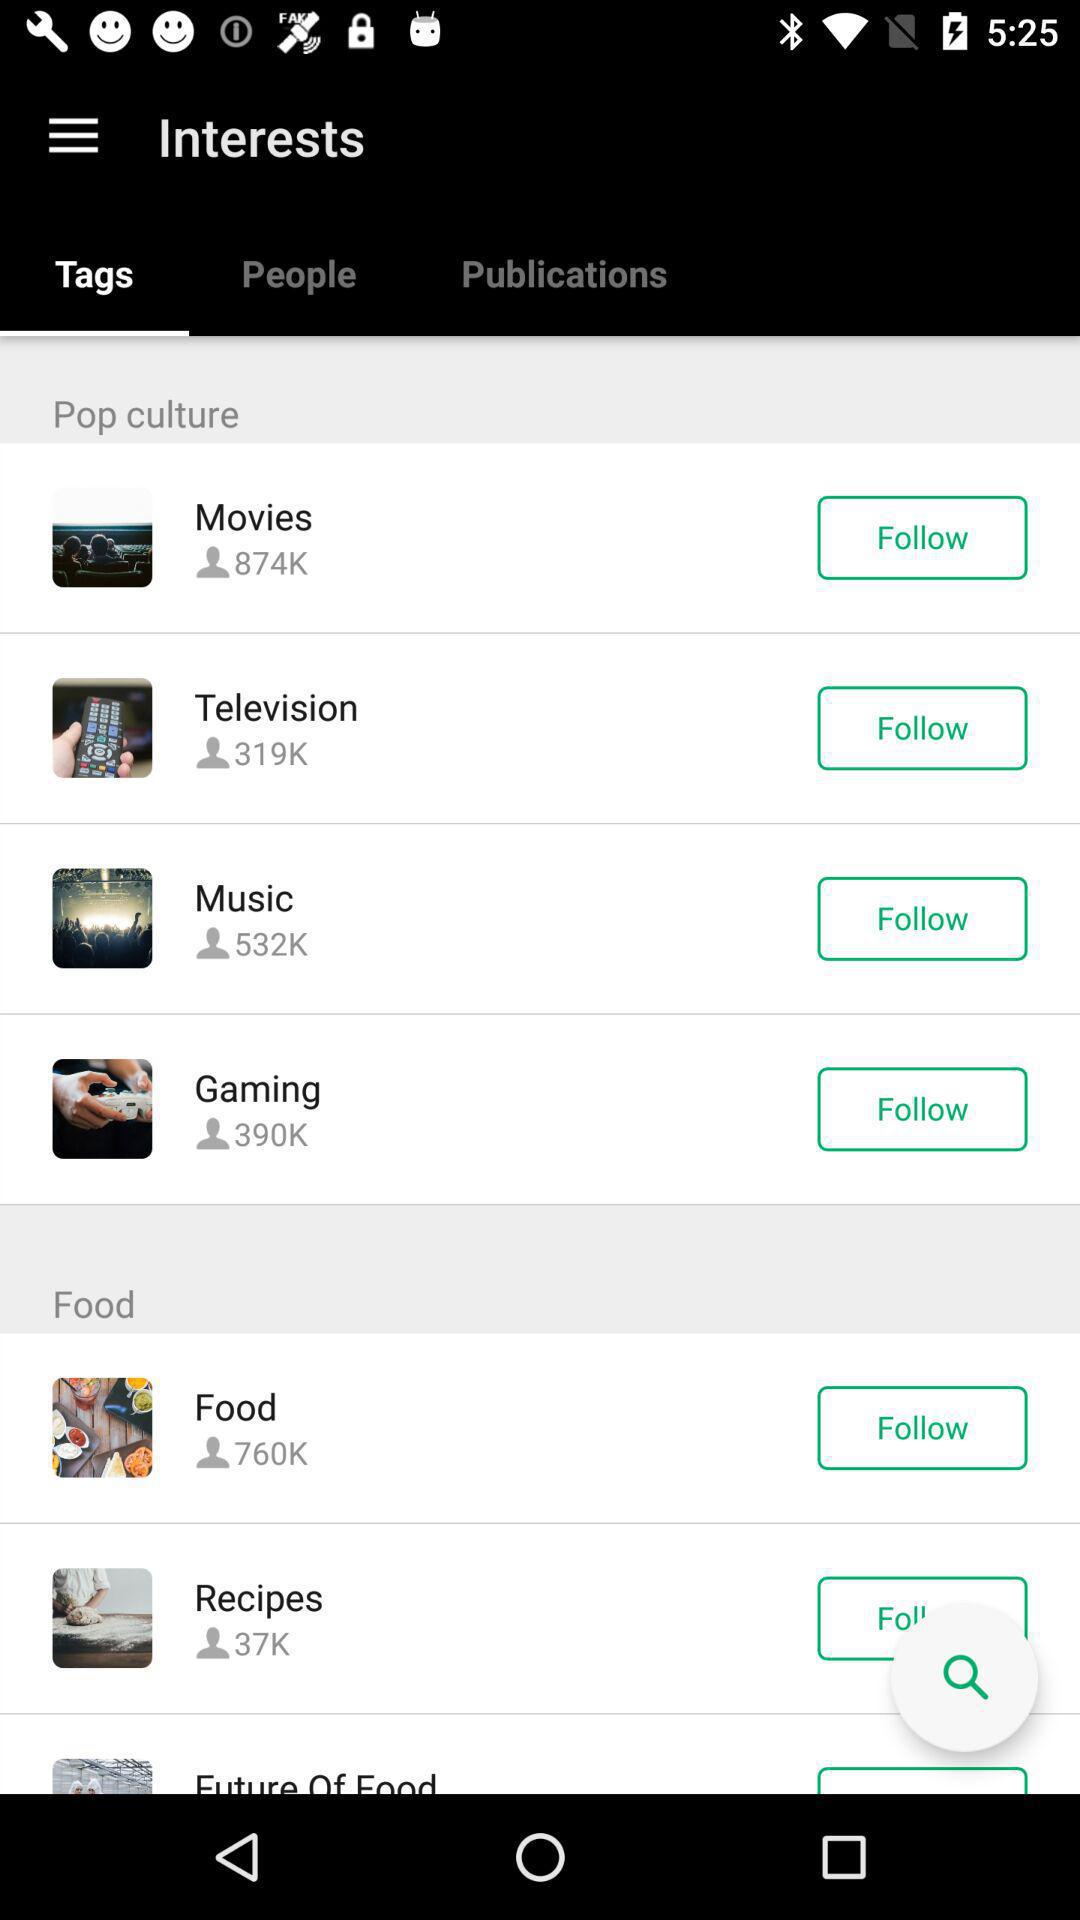 FAKE
5:25
Interests
Tags People Publications
Pop culture
Movies
874K
Follow
Television
319K
Follow
Music
532K
Follow
Gaming
390K
Follow
Food
Food
760K
Follow
Recipes
37K
Foll
Future Of Food